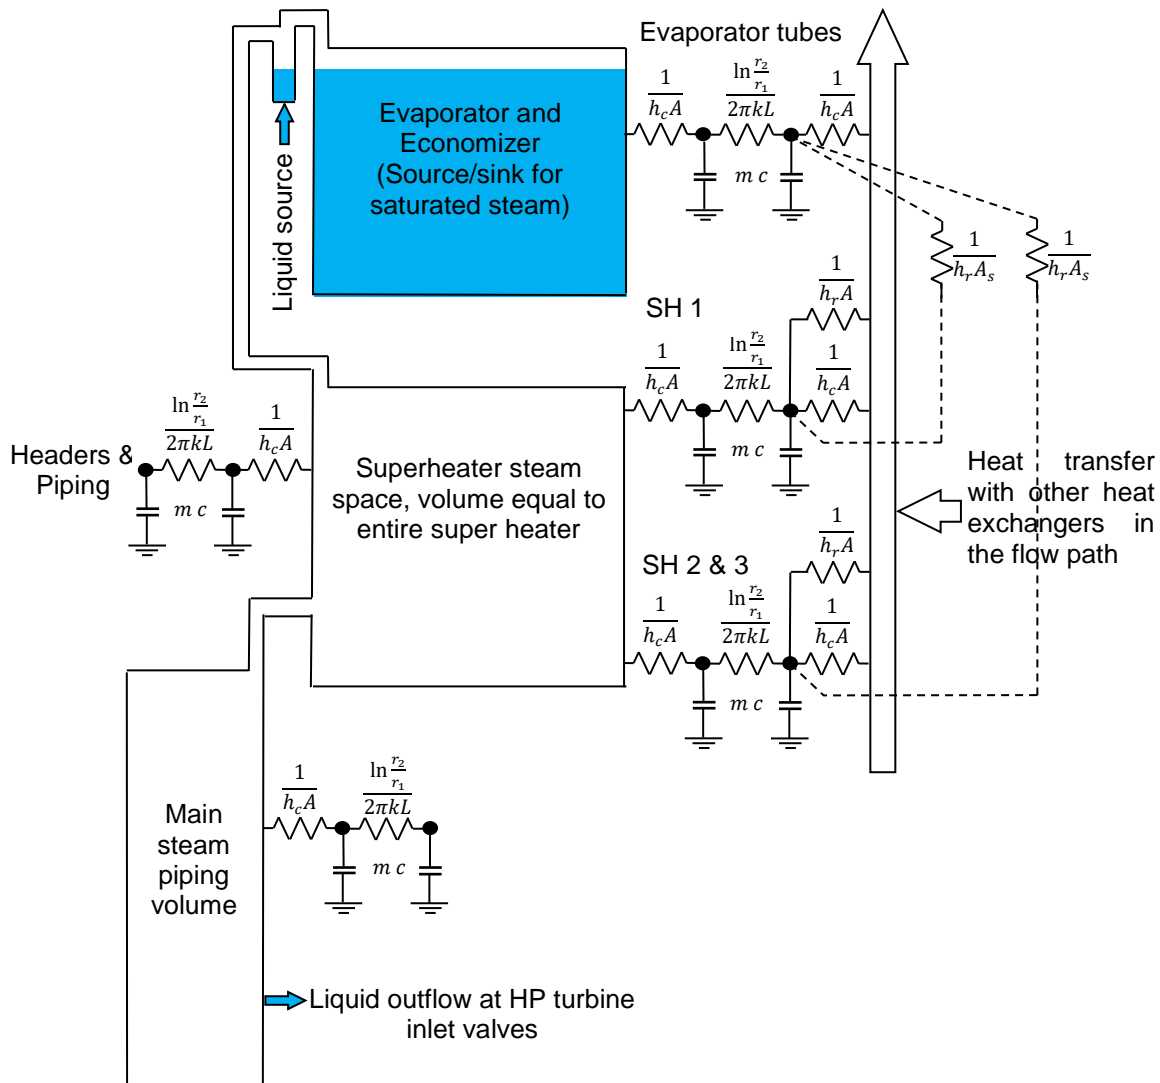 Evaporator tubes
1
h_c A
ln r_2/r_1
2πkL
1
h_c A
Evaporator and
Economizer
(Source/sink for
saturated steam)
Liquid source
m c
1
h_r A_s
1
h_r A_s
SH 1
1
h_r A
1
h_c A
ln r_2/r_1
2πkL
1
h_c A
m c
Headers &
Piping
ln r_2/r_1
2πkL
1
h_c A
m c
Superheater steam
space, volume equal to
entire super heater
Heat transfer
with other heat
exchangers in
the flow path
SH 2 & 3
1
h_r A
1
h_c A
ln r_2/r_1
2πkL
1
h_c A
m c
Main
steam
piping
volume
1
h_c A
ln r_2/r_1
2πkL
m c
Liquid outflow at HP turbine
inlet valves